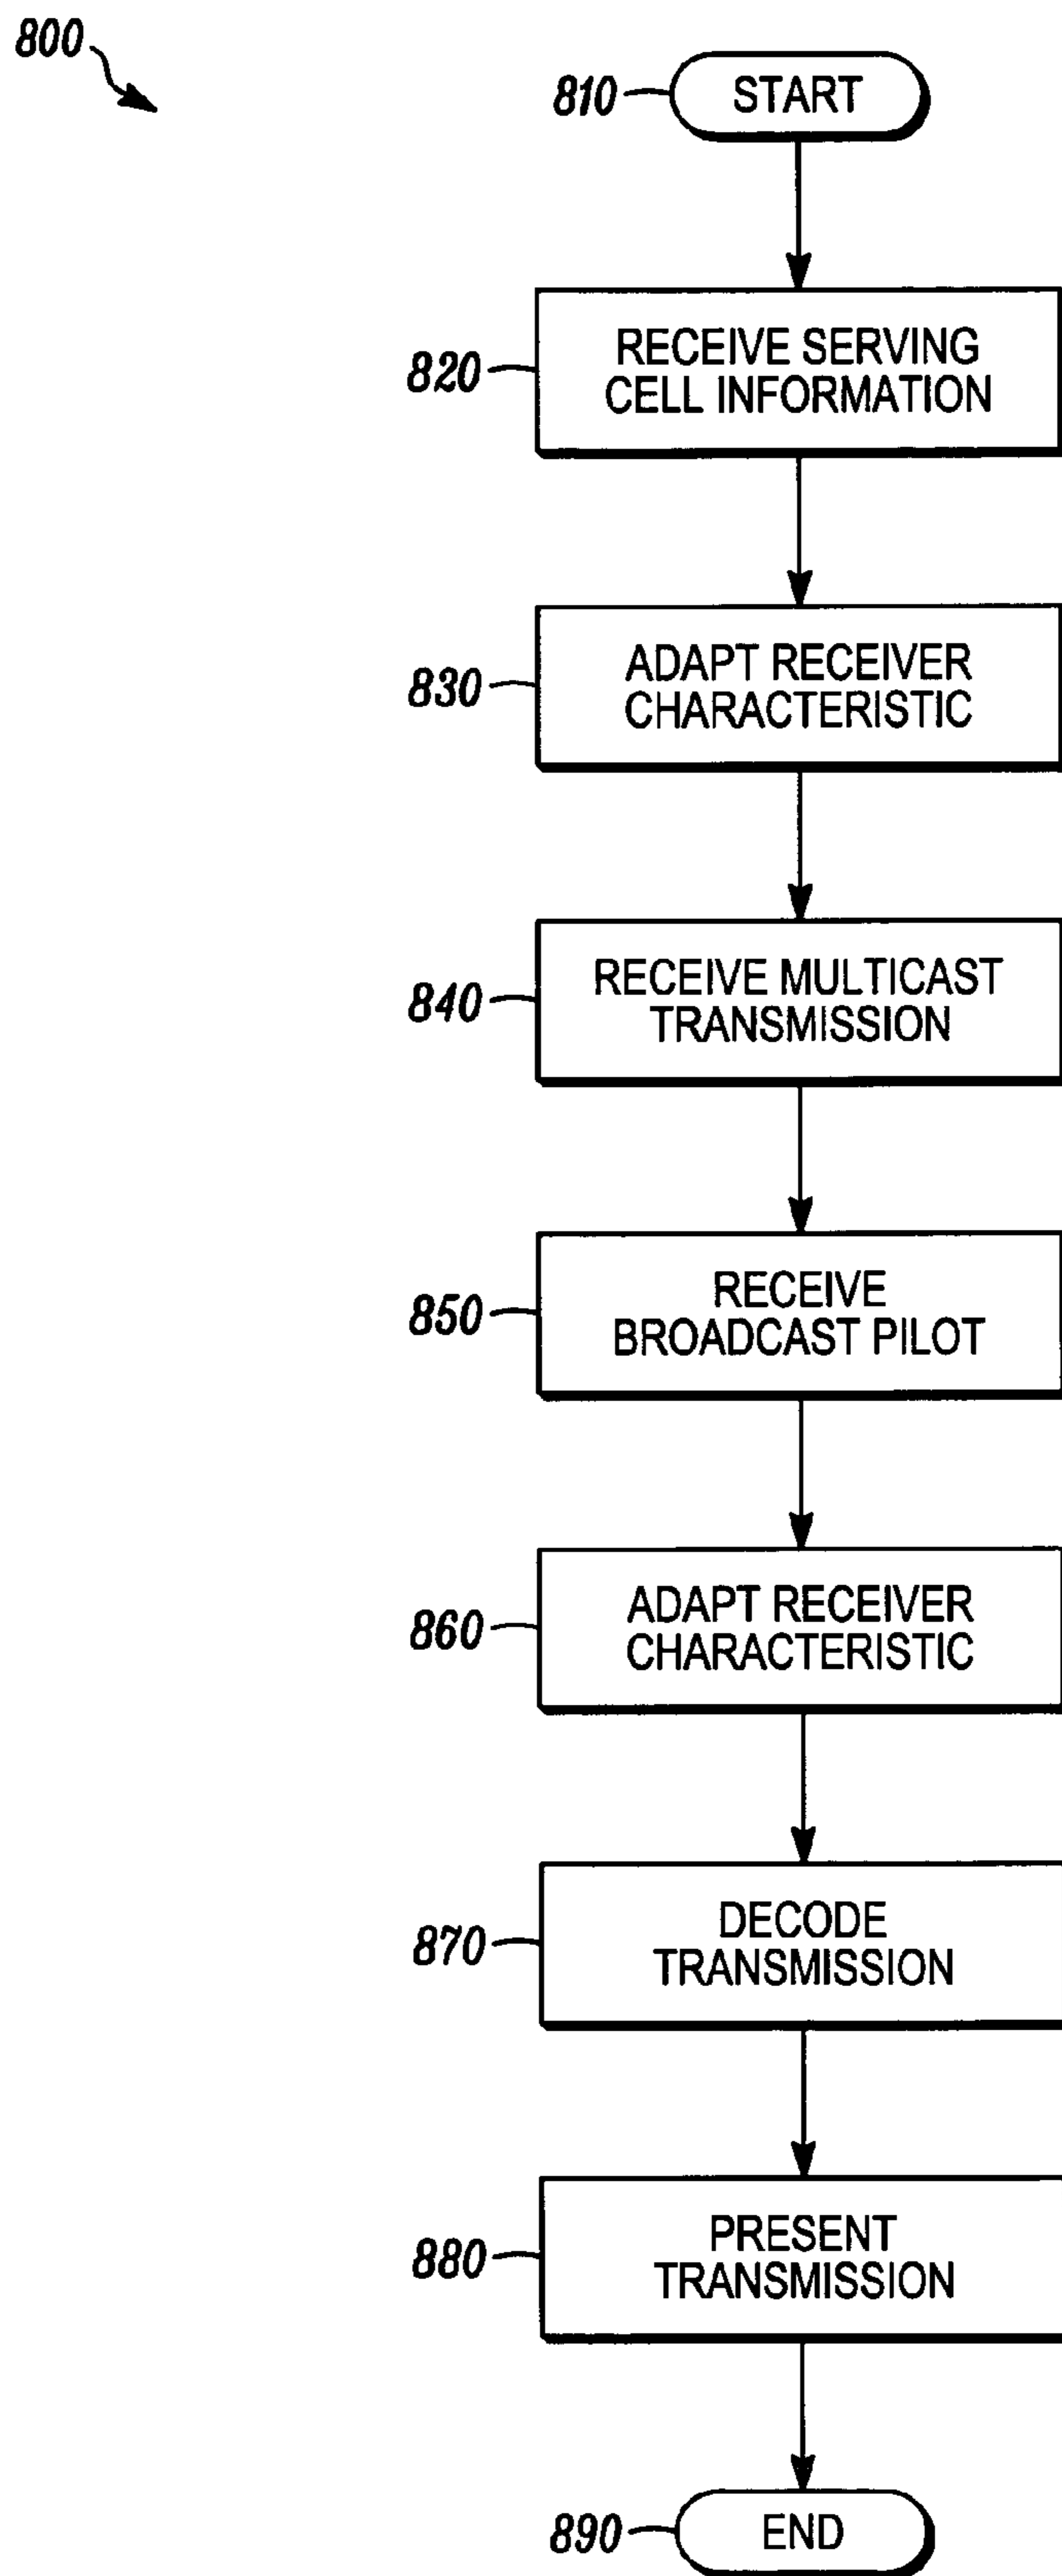 800
810
START
820
RECEIVE SERVING
CELL INFORMATION
830
ADAPT RECEIVER
CHARACTERISTIC
840
RECEIVE MULTICAST
TRANSMISSION
850
RECEIVE
BROADCAST PILOT
860
ADAPT RECEIVER
CHARACTERISTIC
870
DECODE
TRANSMISSION
880
PRESENT
TRANSMISSION
890
END